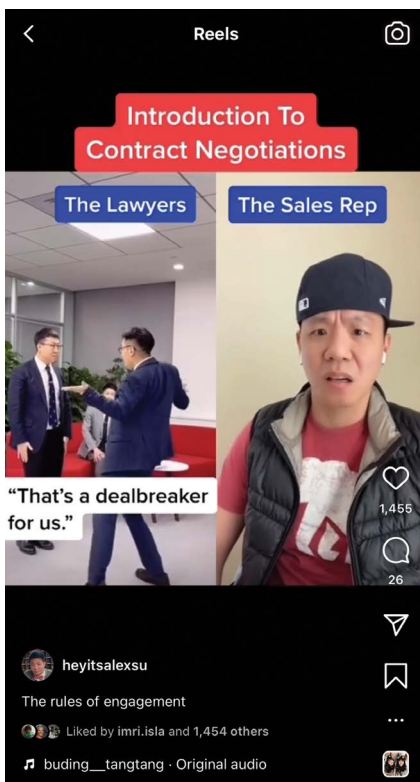 Reels
Introduction To
Contract Negotiations
The Lawyers
The Sales Rep
“That’s a dealbreaker
for us.”
1,455
26
heyitsalexsu
The rules of engagement
Liked by imri.isla and 1,454 others
buding__tangtang · Original audio